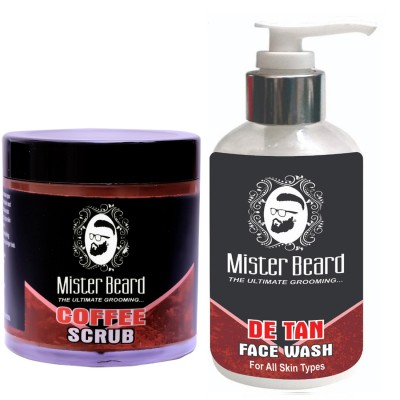 Mister Beard
THE ULTIMATE GROOMING...
COFFEE
SCRUB
Mister Beard
THE ULTIMATE GROOMING...
DE TAN
FACE WASH
For All Skin Types